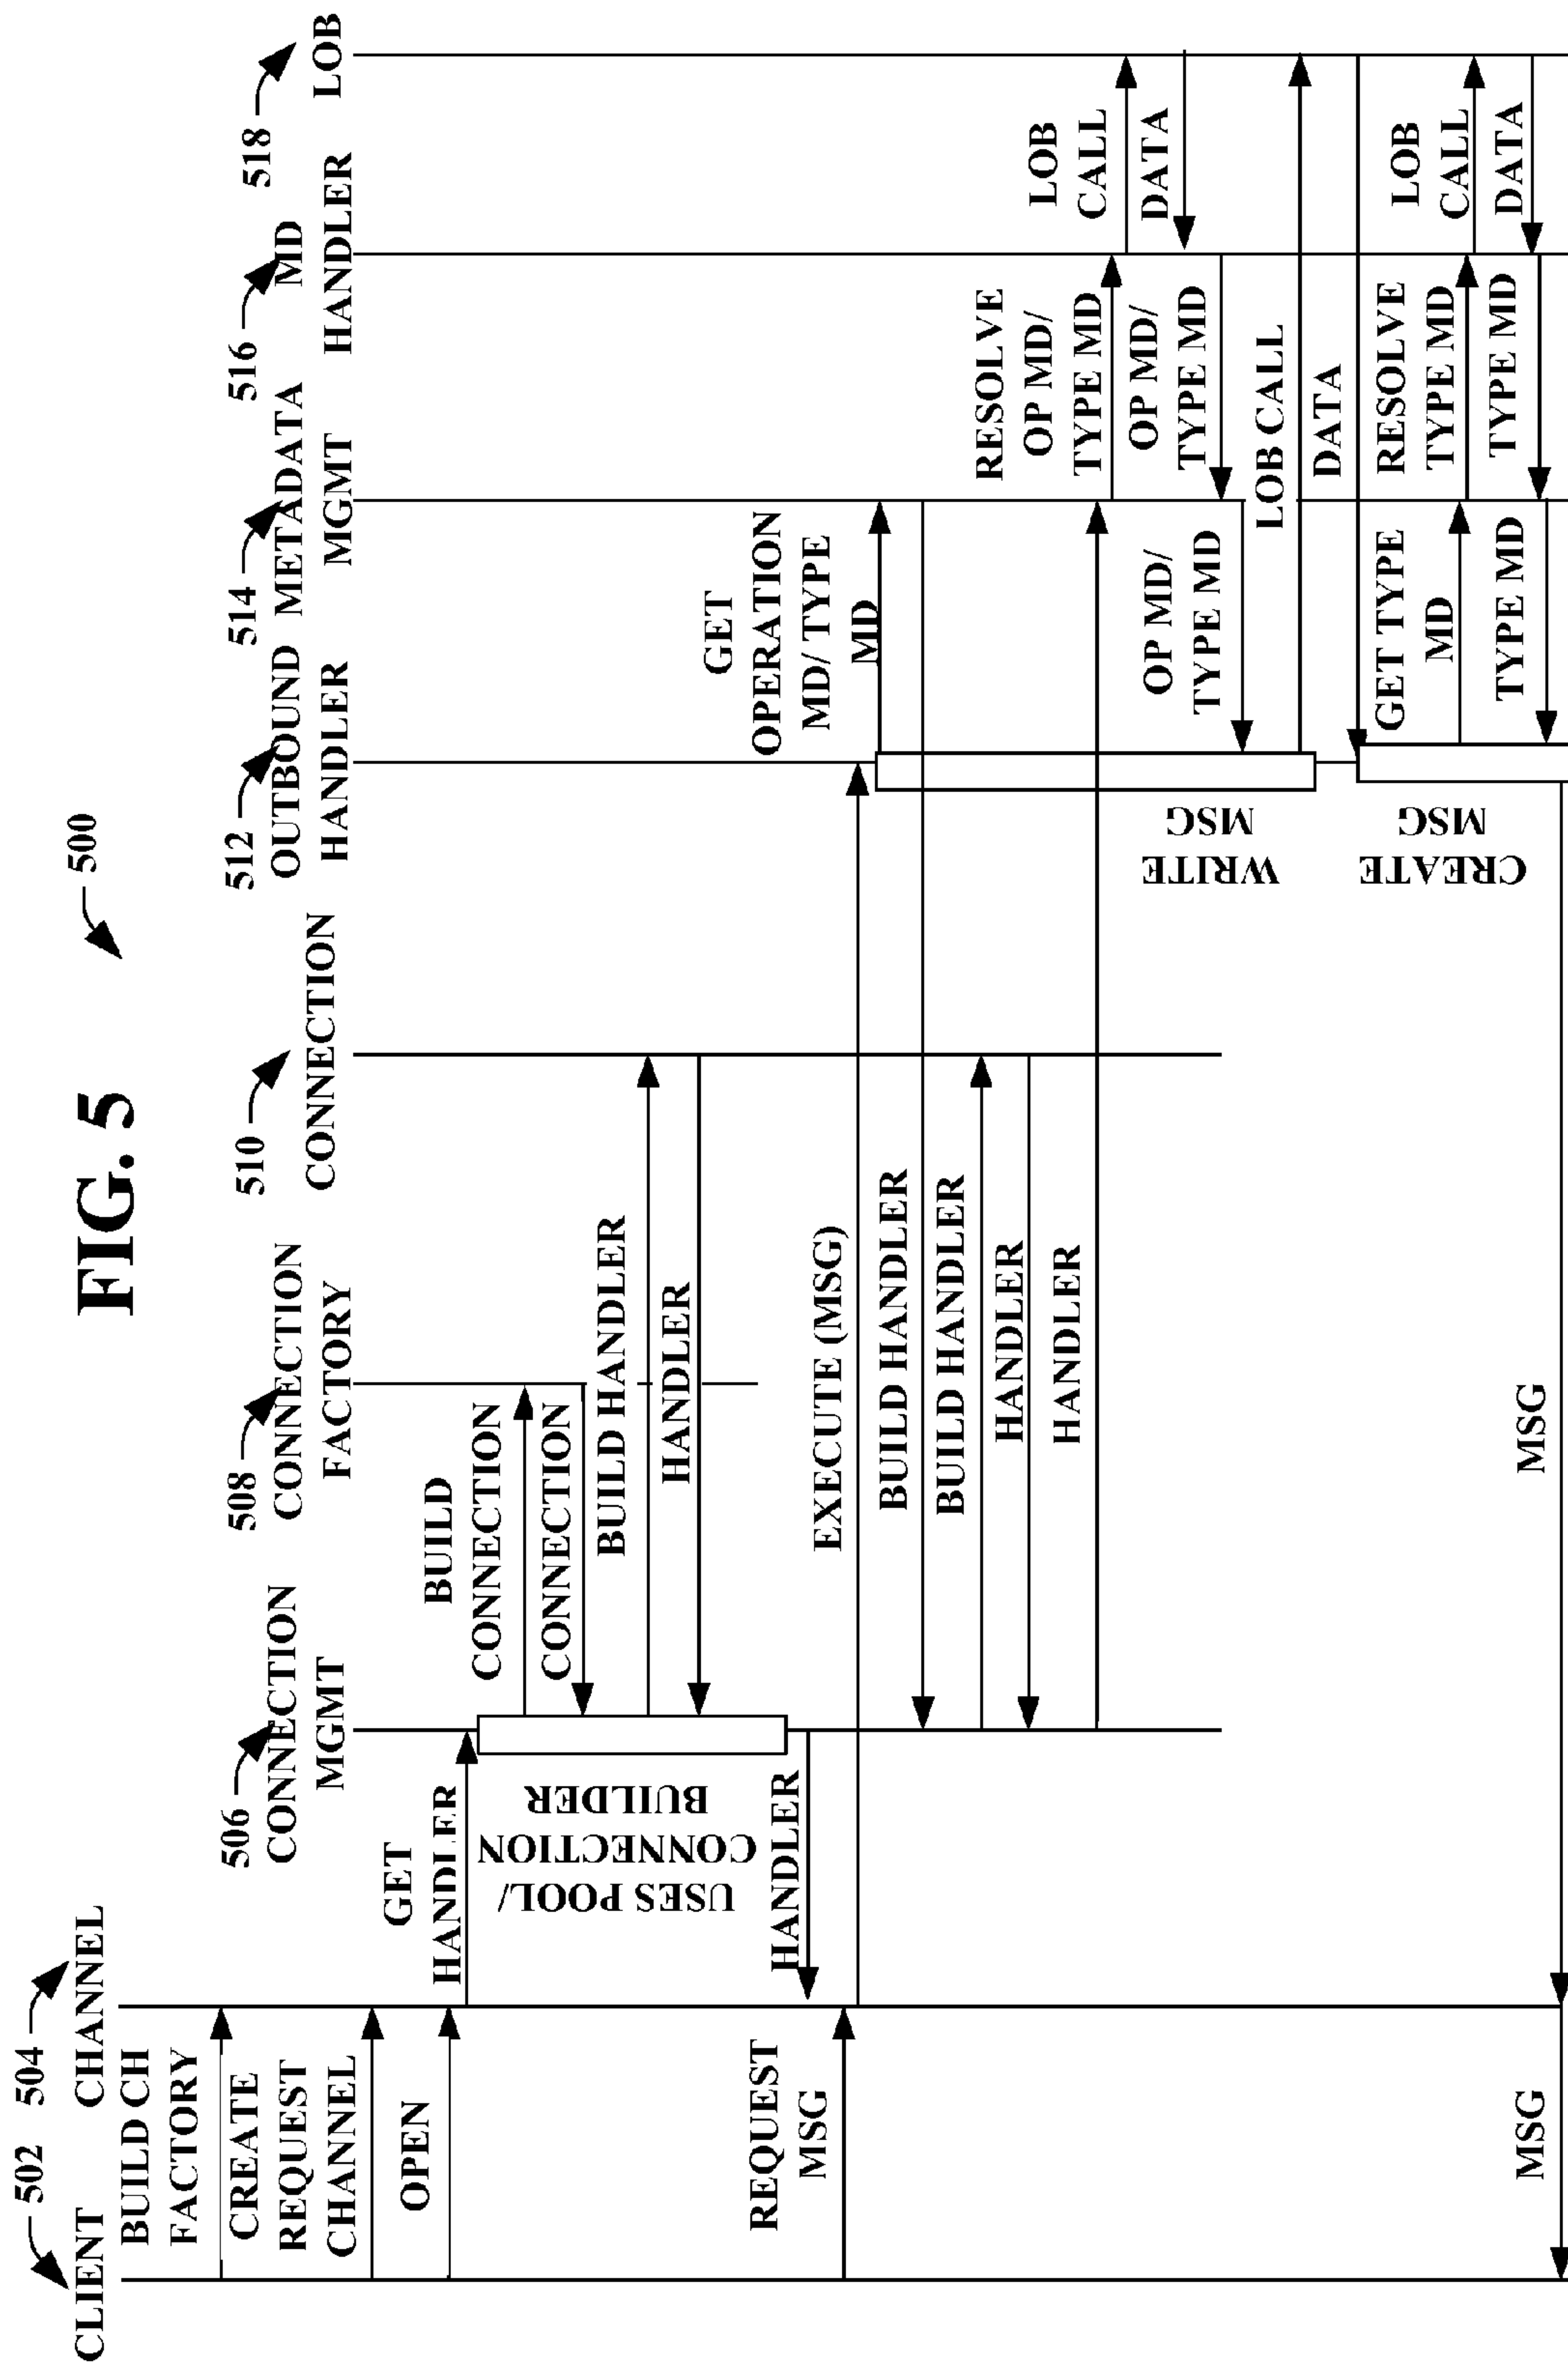 FIG. 5
500
502
CLIENT
504
CHANNEL
506
CONNECTION
MGMT
508
CONNECTION
FACTORY
510
CONNECTION
512
OUTBOUND
HANDLER
514
METADATA
MGMT
516
MD
HANDLER
518
LOB
BUILD CH
FACTORY
CREATE
REQUEST
CHANNEL
OPEN
GET
HANDLER
USES POOL/
CONNECTION
BUILDER
BUILD
CONNECTION
CONNECTION
BUILD HANDLER
HANDLER
HANDLER
REQUEST
MSG
EXECUTE (MSG)
GET
OPERATION
MD/ TYPE
MD
BUILD HANDLER
BUILD HANDLER
HANDLER
HANDLER
RESOLVE
OP MD/
TYPE MD
LOB
CALL
DATA
OP MD/
TYPE MD
OP MD/
TYPE MD
WRITE
MSG
LOB CALL
DATA
CREATE
MSG
GET TYPE
MD
RESOLVE
TYPE MD
LOB
CALL
DATA
TYPE MD
TYPE MD
MSG
MSG